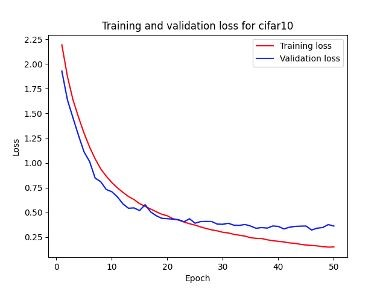 Training and validation loss for cifar10
Training loss
Validation loss
2.25
2.00
1.75
1.50
1.25
1.00
0.75
0.50
0.25
Loss
0 10 20 30 40 50
Epoch